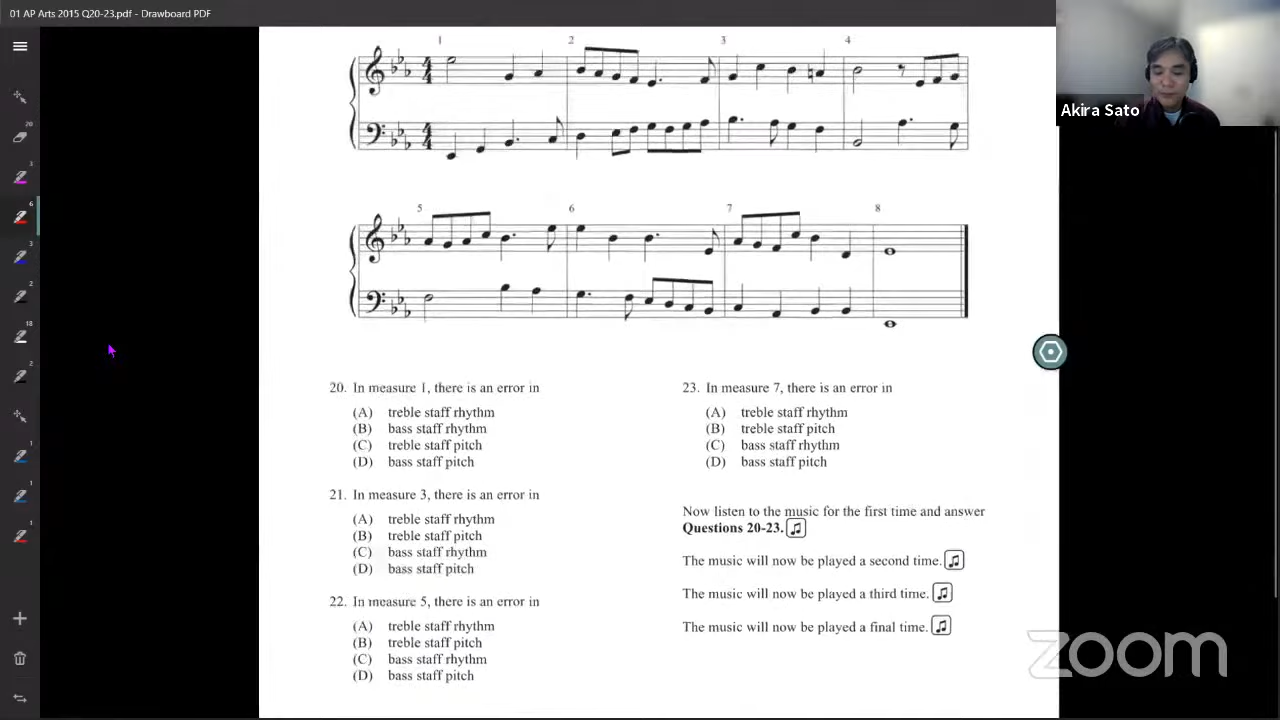 01 AP Arts 2015 Q20-23.pdf - Drawboard PDF
Akira Sato
1 2 3 4
5 6 7 8
20. In measure 1, there is an error in
(A) treble staff rhythm
(B) bass staff rhythm
(C) treble staff pitch
(D) bass staff pitch
21. In measure 3, there is an error in
(A) treble staff rhythm
(B) treble staff pitch
(C) bass staff rhythm
(D) bass staff pitch
22. In measure 5, there is an error in
(A) treble staff rhythm
(B) treble staff pitch
(C) bass staff rhythm
(D) bass staff pitch
23. In measure 7, there is an error in
(A) treble staff rhythm
(B) treble staff pitch
(C) bass staff rhythm
(D) bass staff pitch
Now listen to the music for the first time and answer
Questions 20-23.
The music will now be played a second time.
The music will now be played a third time.
The music will now be played a final time.
zoom